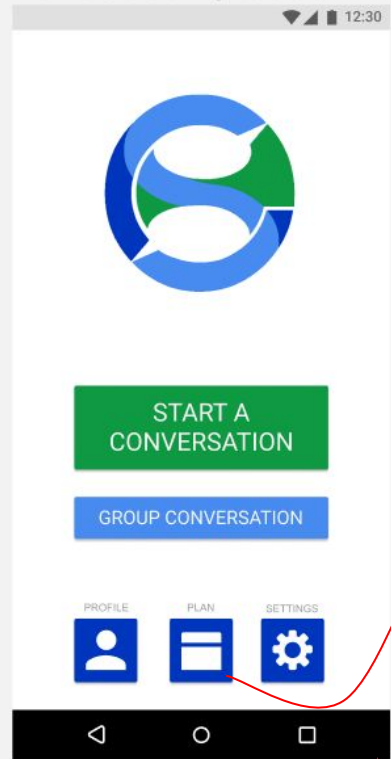 12:30
START A
CONVERSATION
GROUP CONVERSATION
PROFILE PLAN SETTINGS